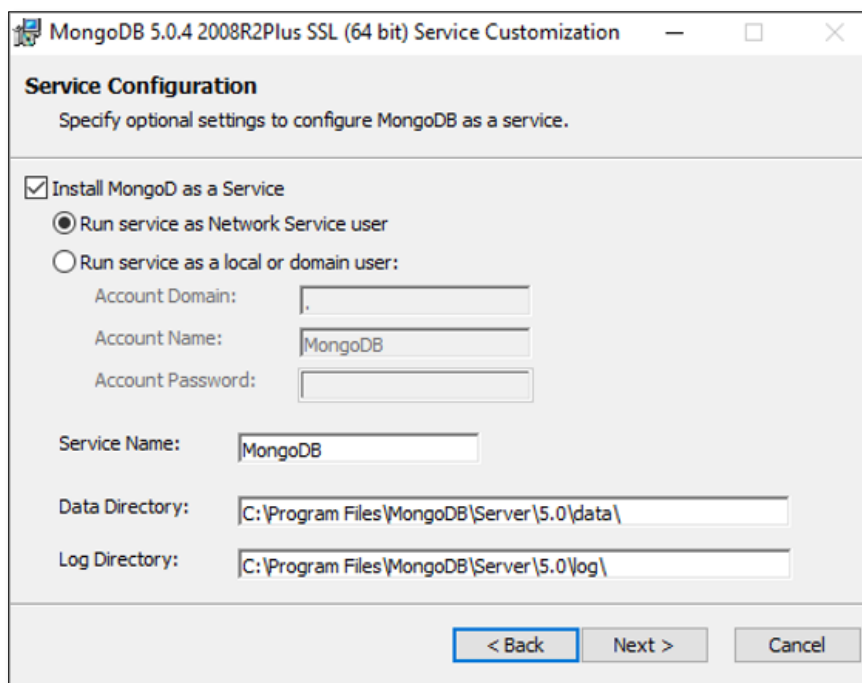 MongoDB 5.0.4 2008R2Plus SSL (64 bit) Service Customization
Service Configuration
Specify optional settings to configure MongoDB as a service.
Install MongoD as a Service
Run service as Network Service user
Run service as a local or domain user:
Account Domain: .
Account Name: MongoDB
Account Password:
Service Name: MongoDB
Data Directory: C:\Program Files\MongoDB\Server\5.0\data\
Log Directory: C:\Program Files\MongoDB\Server\5.0\log\
< Back Next > Cancel